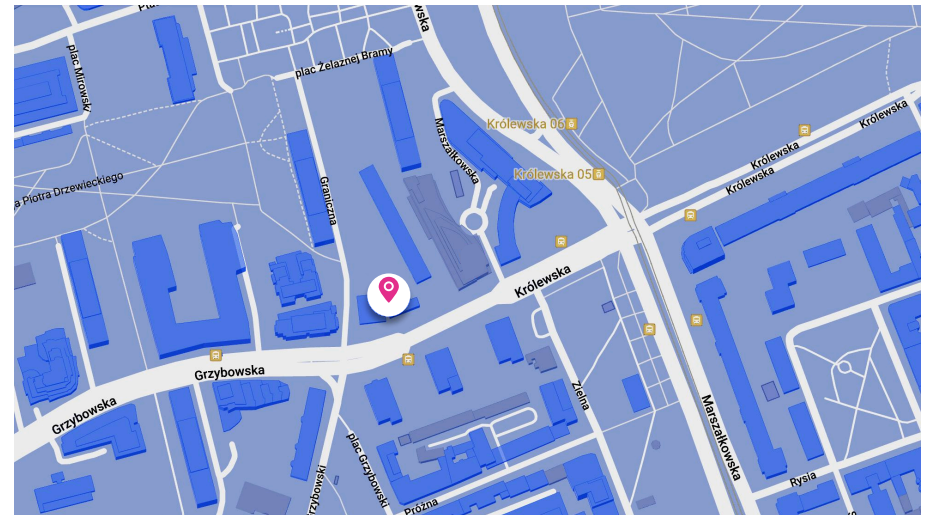 wska
plac Mirowski
plac Żelaznej Bramy
Królewska 06
Marszałkowska
Królewska
Królewska
Królewska 05
Królewska
a Piotra Drzewieckiego
Graniczna
Królewska
Grzybowska
Grzybowska
Zielna
Marszałkowska
plac Grzybowski
Grzybowski
Próżna
Rysia